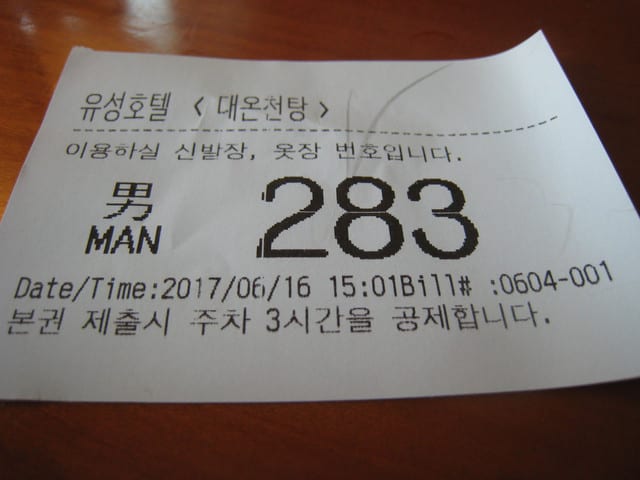 유성호텔 < 대온천탕 >
이용하실 신발장, 옷장 번호입니다.
男 283
MAN
Date/Time:2017/06/16 15:01Bill# :0604-001
본권 제출시 주차 3시간을 공제합니다.